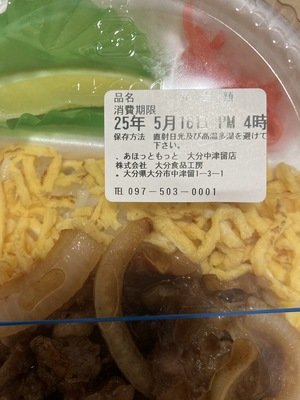 品名 類
消費期限
25年 5月16日 PM 4時
保存方法 直射日光及び高温多湿を避けて
下さい。
.あほっともっと 大分中津留店
株式会社 大分食品工房
.大分県大分市中津留1-3-1
TEL 097-503-0001